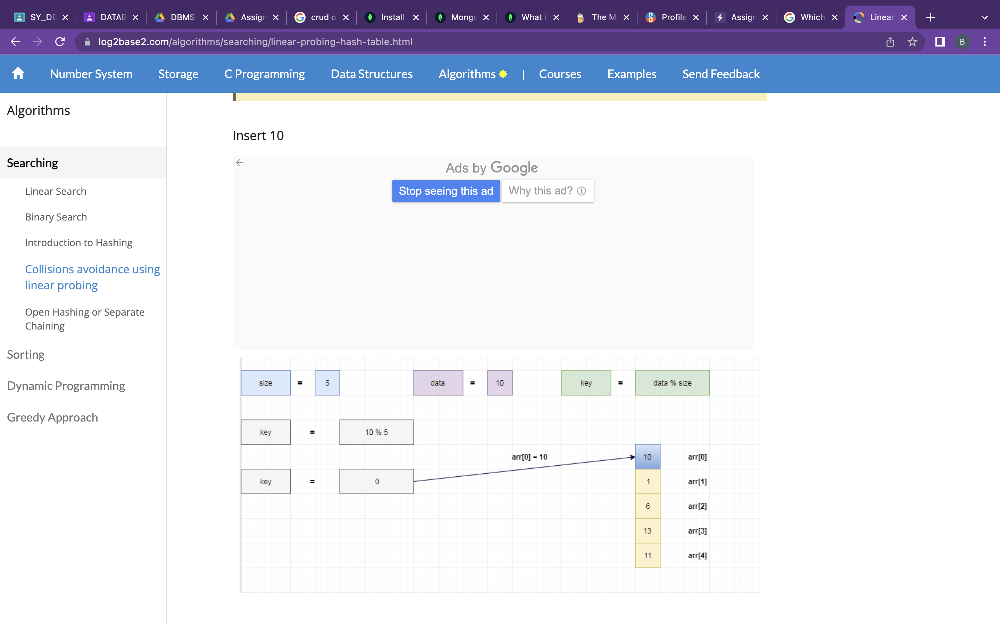 SY_DB
DATAB
DBMS
Assign
crud o
Install
Mongo
What i
The Mi
Profile
Assign
Which
Linear
log2base2.com/algorithms/searching/linear-probing-hash-table.html
B
Number System
Storage
C Programming
Data Structures
Algorithms
|
Courses
Examples
Send Feedback
Algorithms
Searching
Linear Search
Binary Search
Introduction to Hashing
Collisions avoidance using
linear probing
Open Hashing or Separate
Chaining
Sorting
Dynamic Programming
Greedy Approach
Insert 10
Ads by Google
Stop seeing this ad
Why this ad?
size = 5
data = 10
key = data % size
key = 10 % 5
arr[0] = 10
10 arr[0]
key = 0
1 arr[1]
6 arr[2]
13 arr[3]
11 arr[4]